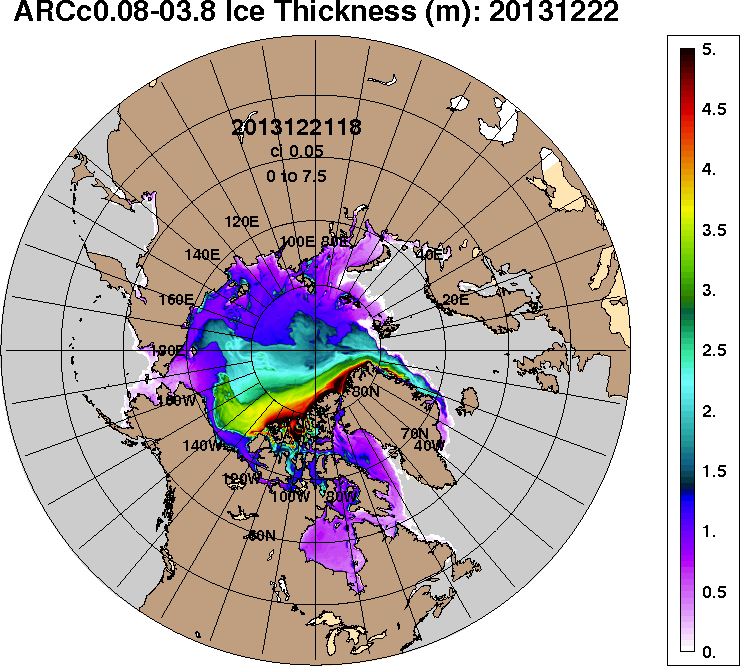 ARCc0.08-03.8 Ice Thickness (m): 20131222
2013122118
ci 0.05
0 to 7.5
120E
100E
80E
140E
40E
160E
20E
180E
160W
80N
140W
70N
40W
120W
100W
80W
60N
5.
4.5
4.
3.5
3.
2.5
2.
1.5
1.
0.5
0.